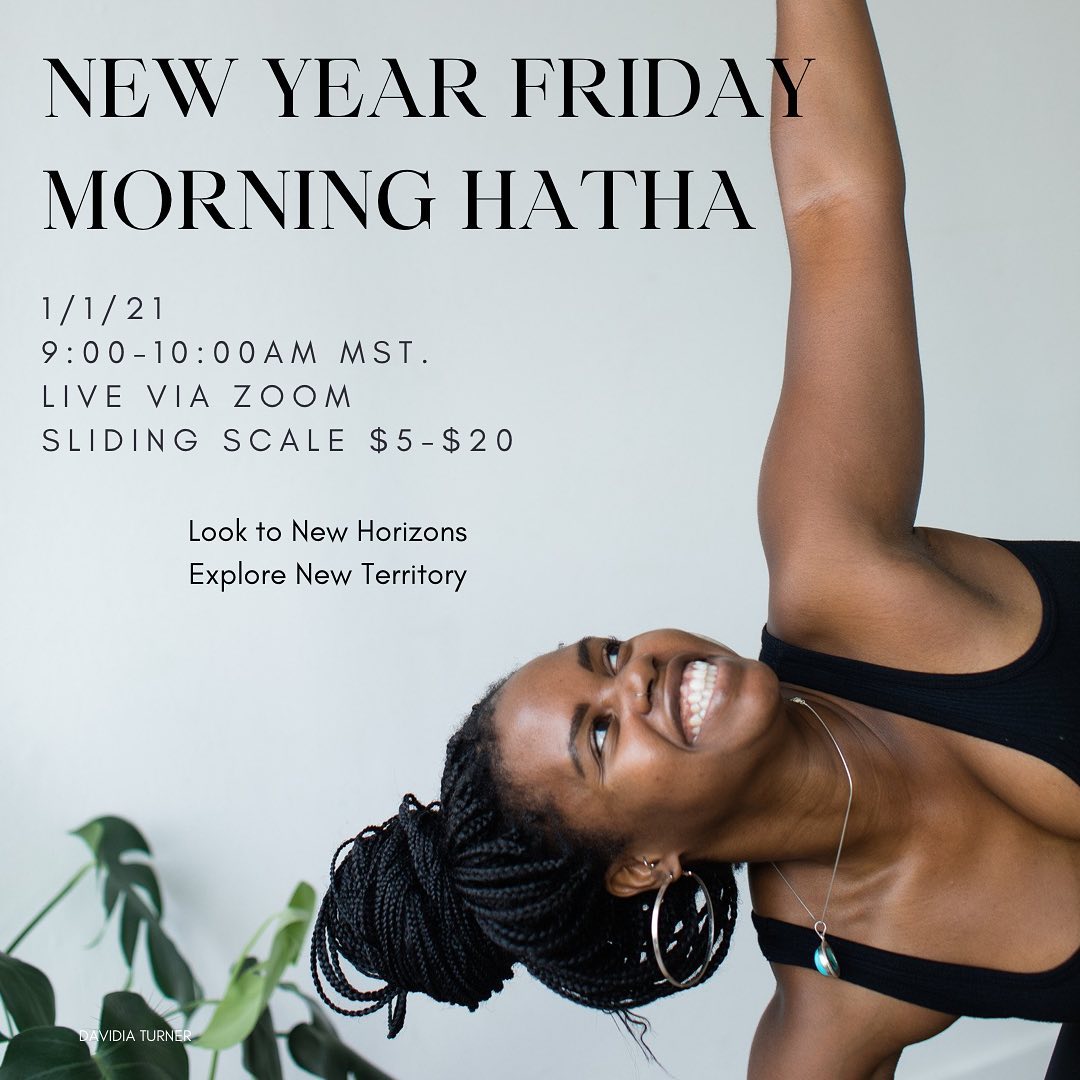 NEW YEAR FRIDAY
MORNING HATHA
1/1/21
9:00-10:00AM MST.
LIVE VIA ZOOM
SLIDING SCALE $5-$20
Look to New Horizons
Explore New Territory
DAVIDIA TURNER